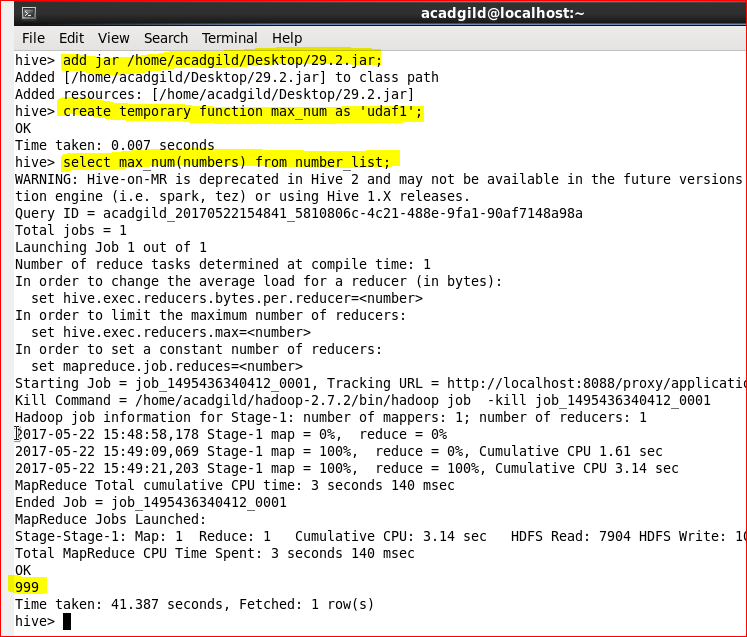 acadgild@localhost:~
File Edit View Search Terminal Help
hive> add jar /home/acadgild/Desktop/29.2.jar;
Added [/home/acadgild/Desktop/29.2.jar] to class path
Added resources: [/home/acadgild/Desktop/29.2.jar]
hive> create temporary function max_num as 'udaf1';
OK
Time taken: 0.007 seconds
hive> select max_num(numbers) from number_list;
WARNING: Hive-on-MR is deprecated in Hive 2 and may not be available in the future versions
tion engine (i.e. spark, tez) or using Hive 1.X releases.
Query ID = acadgild_20170522154841_5810806c-4c21-488e-9fa1-90af7148a98a
Total jobs = 1
Launching Job 1 out of 1
Number of reduce tasks determined at compile time: 1
In order to change the average load for a reducer (in bytes):
  set hive.exec.reducers.bytes.per.reducer=<number>
In order to limit the maximum number of reducers:
  set hive.exec.reducers.max=<number>
In order to set a constant number of reducers:
  set mapreduce.job.reduces=<number>
Starting Job = job_1495436340412_0001, Tracking URL = http://localhost:8088/proxy/applicatio
Kill Command = /home/acadgild/hadoop-2.7.2/bin/hadoop job  -kill job_1495436340412_0001
Hadoop job information for Stage-1: number of mappers: 1; number of reducers: 1
2017-05-22 15:48:58,178 Stage-1 map = 0%,  reduce = 0%
2017-05-22 15:49:09,069 Stage-1 map = 100%,  reduce = 0%, Cumulative CPU 1.61 sec
2017-05-22 15:49:21,203 Stage-1 map = 100%,  reduce = 100%, Cumulative CPU 3.14 sec
MapReduce Total cumulative CPU time: 3 seconds 140 msec
Ended Job = job_1495436340412_0001
MapReduce Jobs Launched:
Stage-Stage-1: Map: 1  Reduce: 1   Cumulative CPU: 3.14 sec   HDFS Read: 7904 HDFS Write: 10
Total MapReduce CPU Time Spent: 3 seconds 140 msec
OK
999
Time taken: 41.387 seconds, Fetched: 1 row(s)
hive>